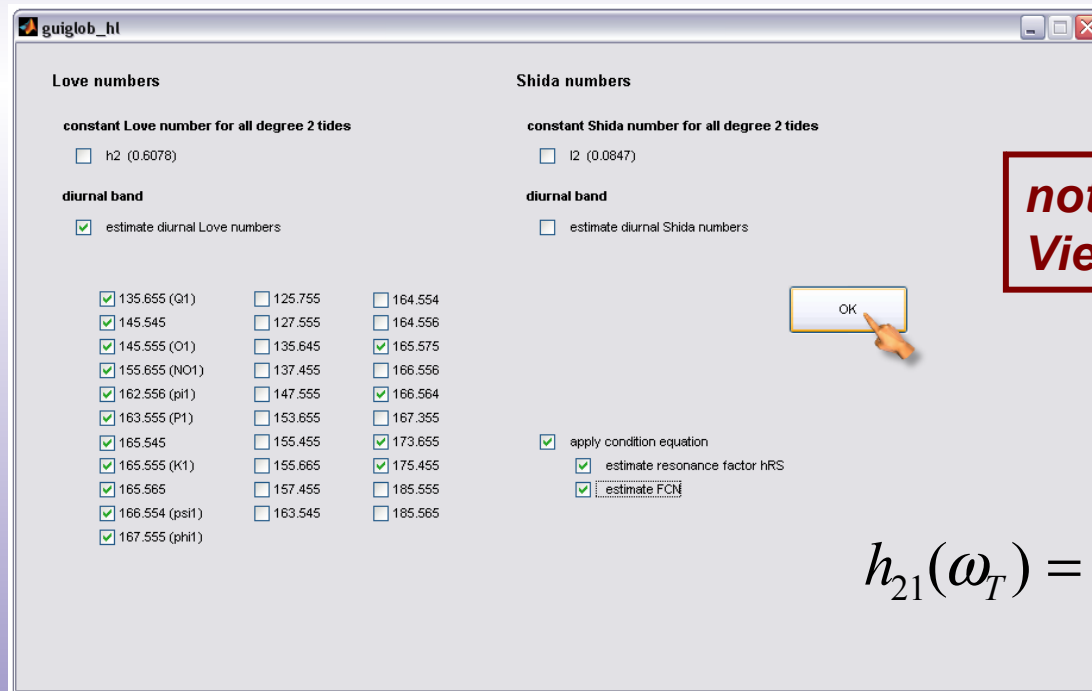 guiglob_hl
Love numbers
constant Love number for all degree 2 tides
h2 (0.6078)
diurnal band
estimate diurnal Love numbers
135.655 (Q1) 125.755 164.554
145.545 127.555 164.556
145.555 (O1) 135.645 165.575
155.655 (NO1) 137.455 166.556
162.556 (pi1) 147.555 166.564
163.555 (P1) 153.655 167.355
165.545 155.455 173.655
165.555 (K1) 155.665 175.455
165.565 157.455 185.555
166.554 (psi1) 163.545 185.565
167.555 (phi1)
Shida numbers
constant Shida number for all degree 2 tides
l2 (0.0847)
diurnal band
estimate diurnal Shida numbers
OK
apply condition equation
estimate resonance factor hRS
estimate FCN
not
Vie
h₂₁(ω_T) =